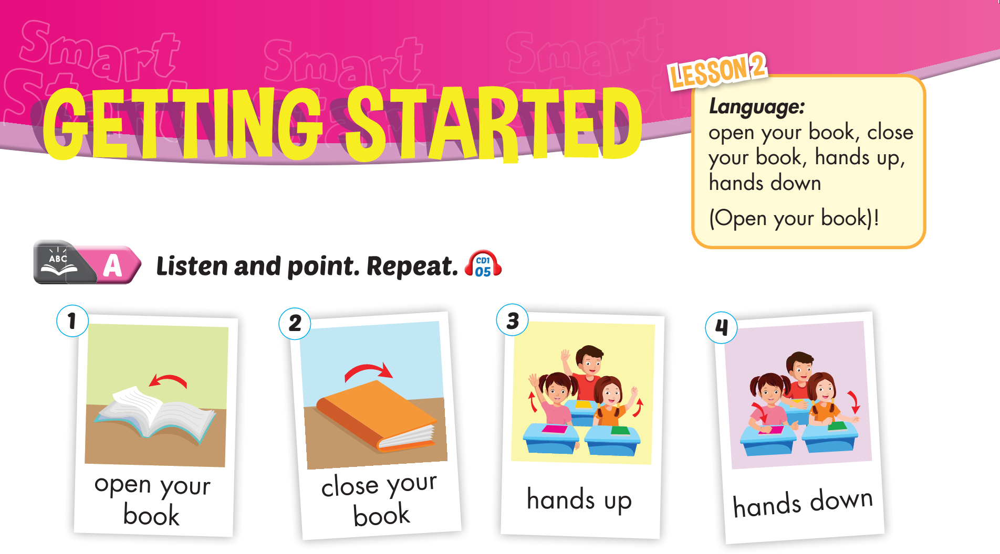 Smart
Smart
Smart
Start
GETTING STARTED
LESSON 2
Language:
open your book, close
your book, hands up,
hands down
(Open your book)!
ABC
A
Listen and point. Repeat.
CD1
05
1
open your
book
2
close your
book
3
hands up
4
hands down